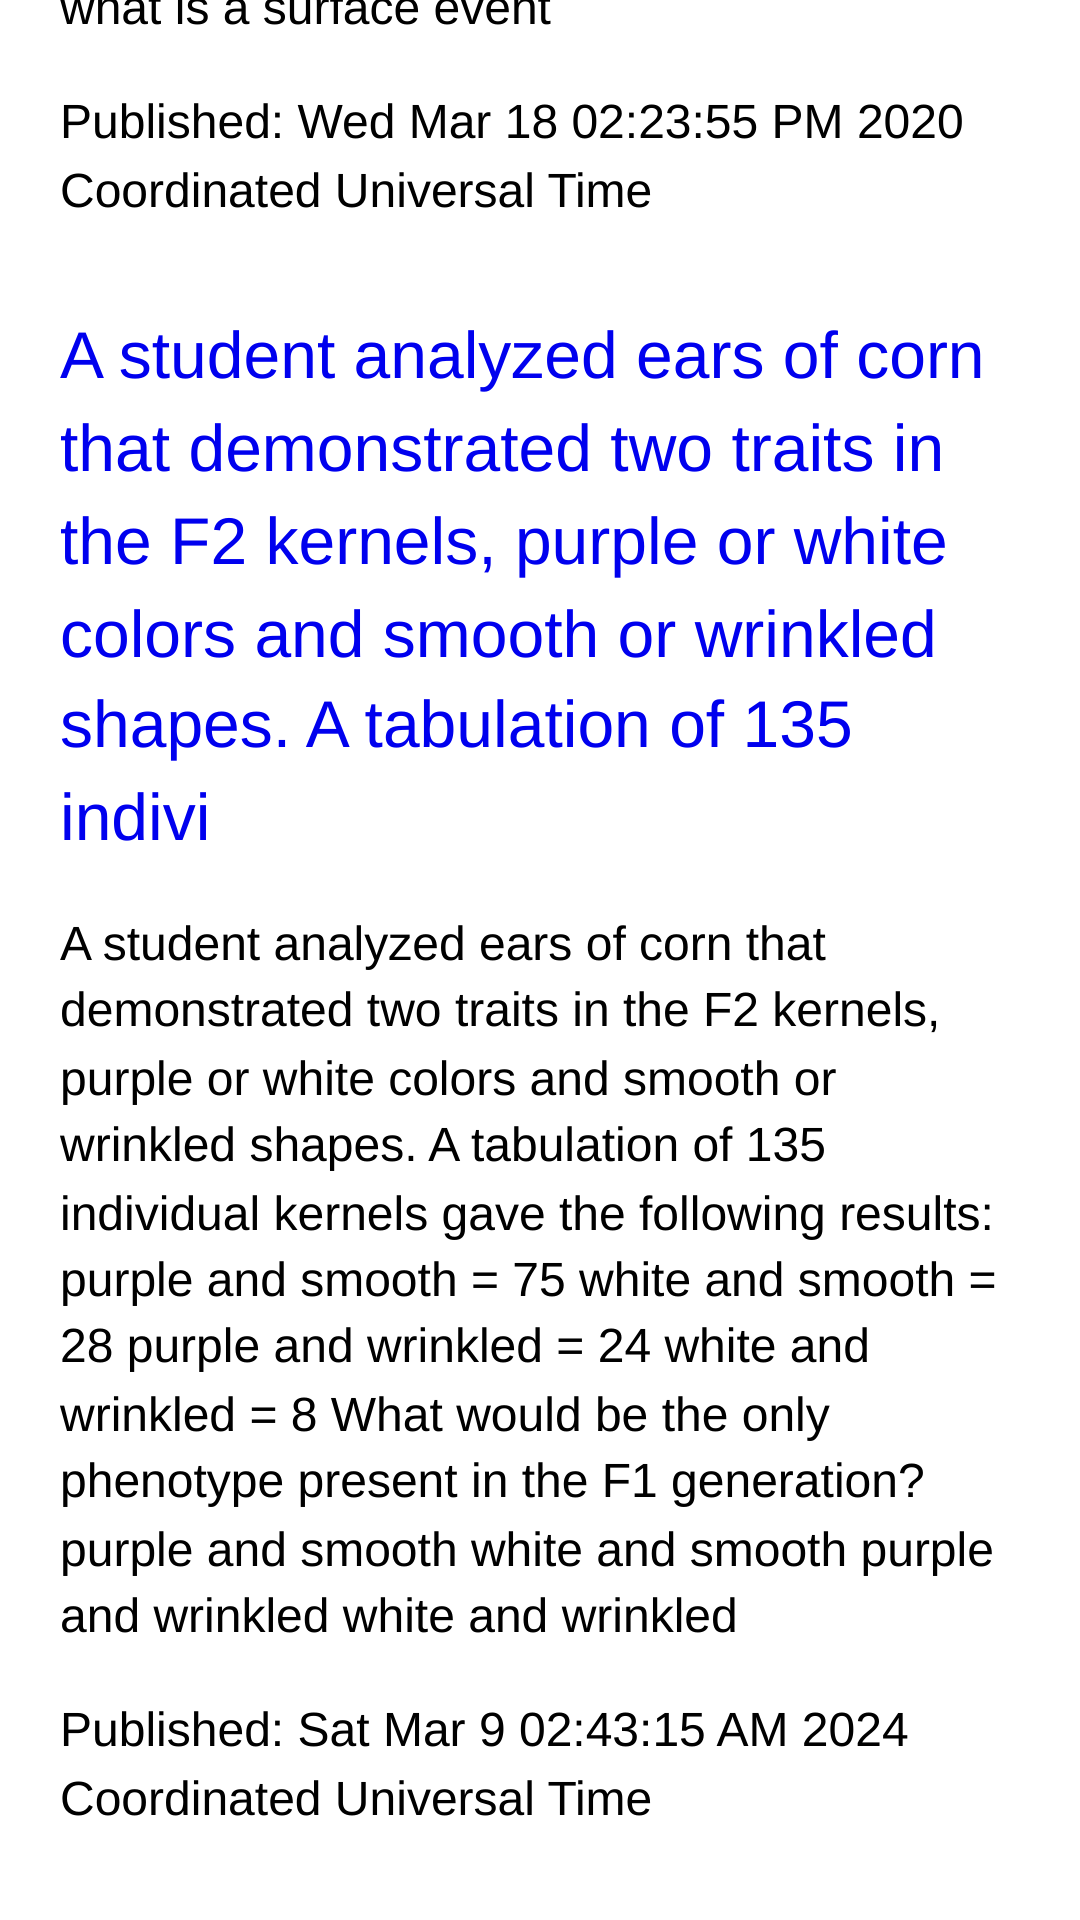 what is a surface event
Published: Wed Mar 18 02:23:55 PM 2020
Coordinated Universal Time
A student analyzed ears of corn
that demonstrated two traits in
the F2 kernels, purple or white
colors and smooth or wrinkled
shapes. A tabulation of 135
indivi
A student analyzed ears of corn that
demonstrated two traits in the F2 kernels,
purple or white colors and smooth or
wrinkled shapes. A tabulation of 135
individual kernels gave the following results:
purple and smooth = 75 white and smooth =
28 purple and wrinkled = 24 white and
wrinkled = 8 What would be the only
phenotype present in the F1 generation?
purple and smooth white and smooth purple
and wrinkled white and wrinkled
Published: Sat Mar 9 02:43:15 AM 2024
Coordinated Universal Time